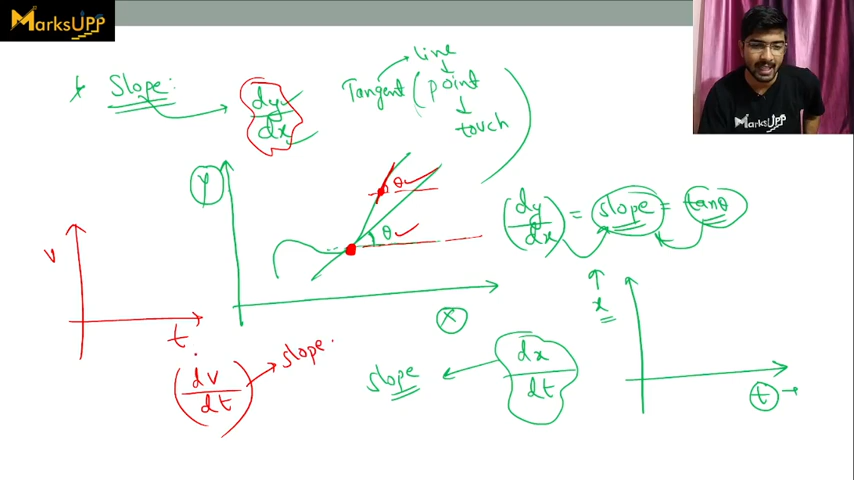 MARKSUPP
* Slope:
dy
dx
Tangent ( line
point
touch
MARKSUPP
y
θ
θ
x
(dy/dx) = slope = tanθ
v
t
(dv/dt) → slope.
slope
dx
dt
x
t →